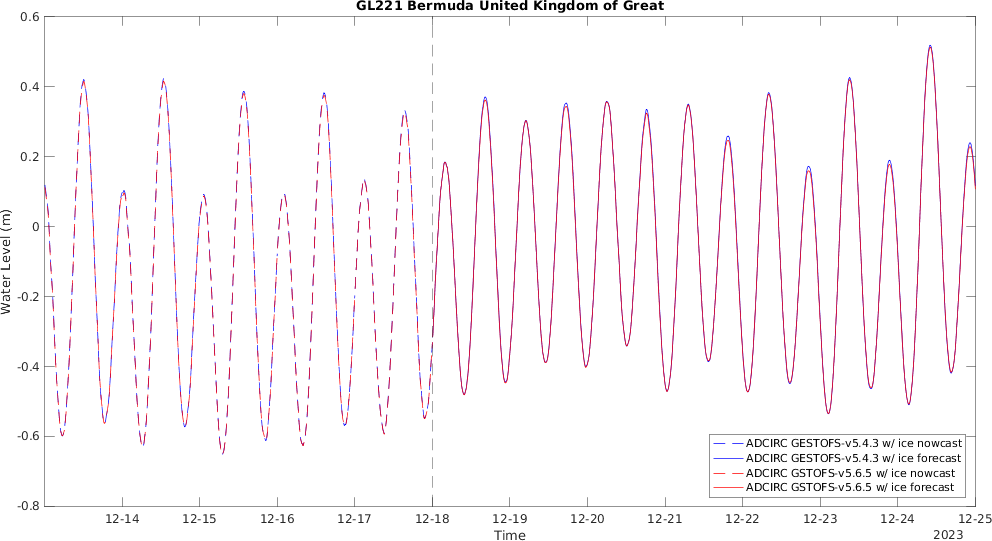 GL221 Bermuda United Kingdom of Great
0.6
0.4
0.2
0
-0.2
-0.4
-0.6
-0.8
Water Level (m)
ADCIRC GESTOFS-v5.4.3 w/ ice nowcast
ADCIRC GESTOFS-v5.4.3 w/ ice forecast
ADCIRC GSTOFS-v5.6.5 w/ ice nowcast
ADCIRC GSTOFS-v5.6.5 w/ ice forecast
12-14 12-15 12-16 12-17 12-18 12-19 12-20 12-21 12-22 12-23 12-24 12-25
Time
2023